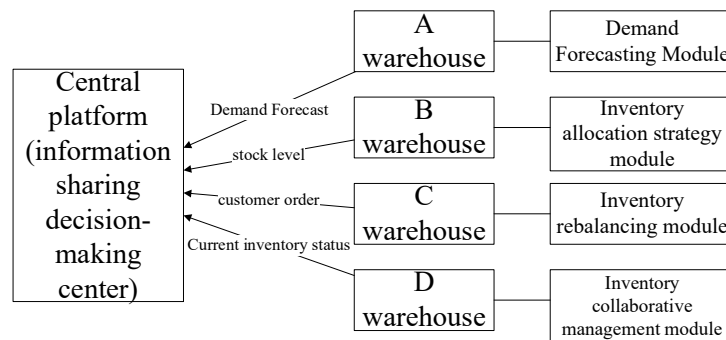 Central
platform
(information
sharing
decision-
making
center)
Demand Forecast
stock level
customer order
Current inventory status
A
warehouse
B
warehouse
C
warehouse
D
warehouse
Demand
Forecasting Module
Inventory
allocation strategy
module
Inventory
rebalancing module
Inventory
collaborative
management module